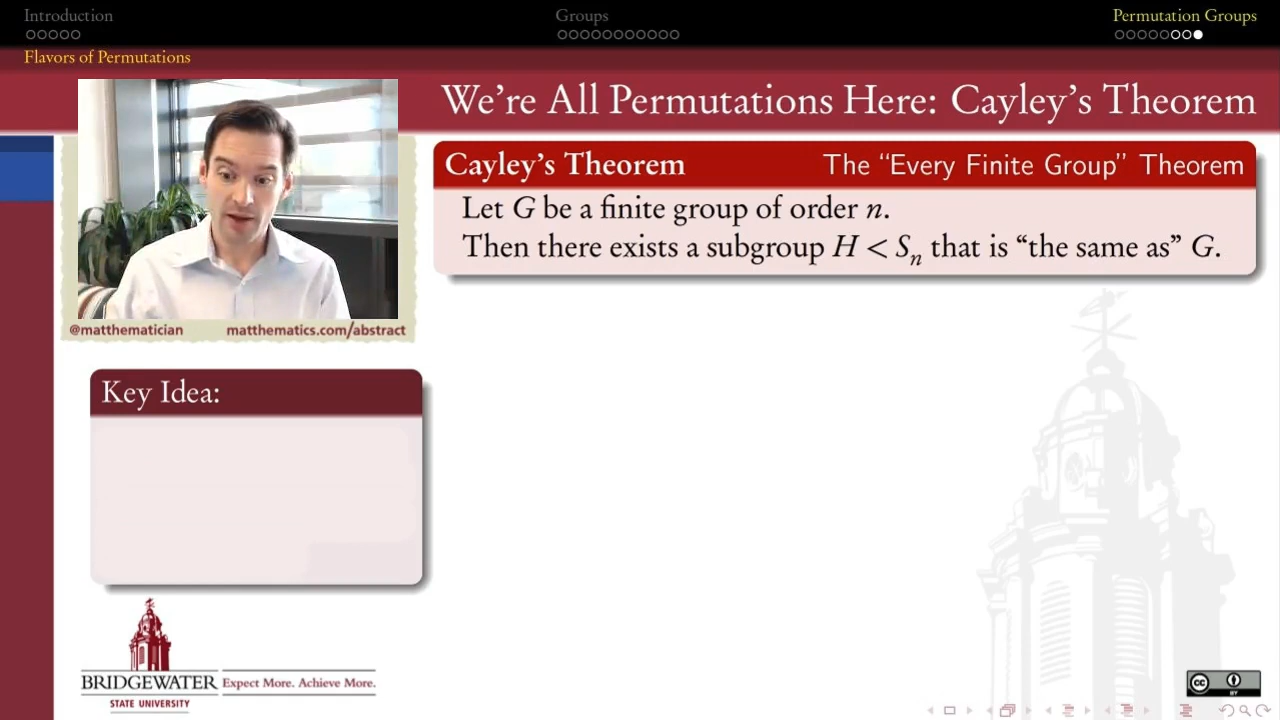 Introduction
Groups
Permutation Groups
Flavors of Permutations
We're All Permutations Here: Cayley's Theorem
Cayley's Theorem
The "Every Finite Group" Theorem
Let G be a finite group of order n.
Then there exists a subgroup H < Sₙ that is "the same as" G.
@matthematician
matthematics.com/abstract
Key Idea:
BRIDGEWATER
STATE UNIVERSITY
Expect More. Achieve More.
CC
BY